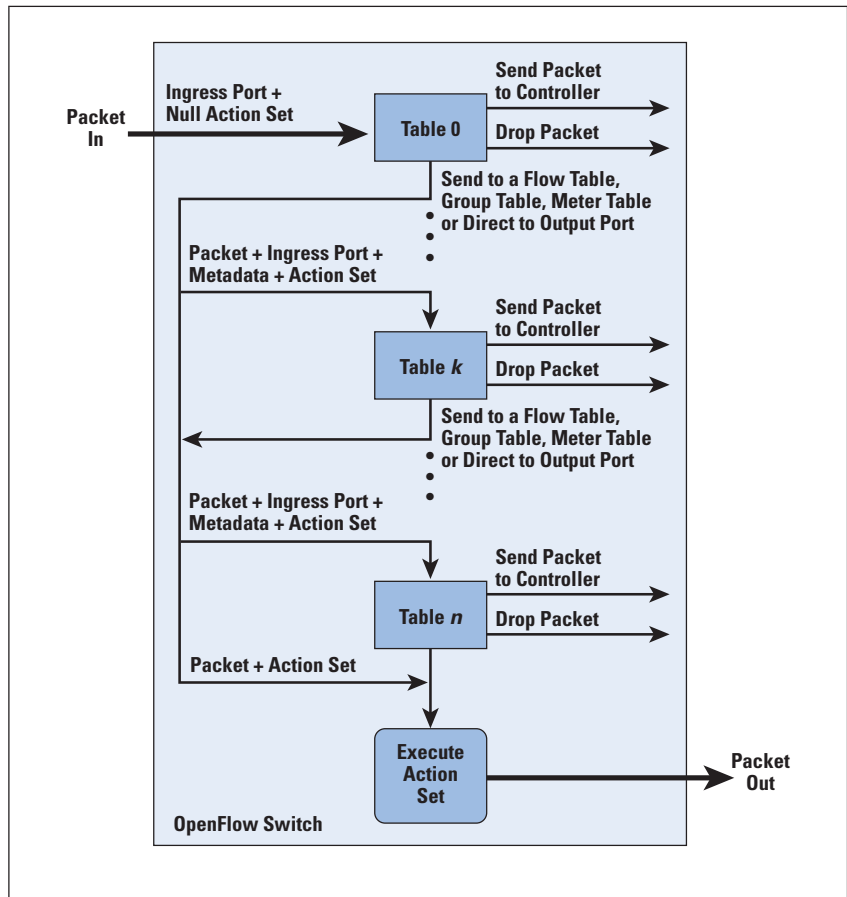 Packet
In
Ingress Port +
Null Action Set
Table 0
Send Packet
to Controller
Drop Packet
Send to a Flow Table,
Group Table, Meter Table
or Direct to Output Port
Packet + Ingress Port +
Metadata + Action Set
Table k
Send Packet
to Controller
Drop Packet
Send to a Flow Table,
Group Table, Meter Table
or Direct to Output Port
Packet + Ingress Port +
Metadata + Action Set
Table n
Send Packet
to Controller
Drop Packet
Packet + Action Set
Execute
Action
Set
Packet
Out
OpenFlow Switch